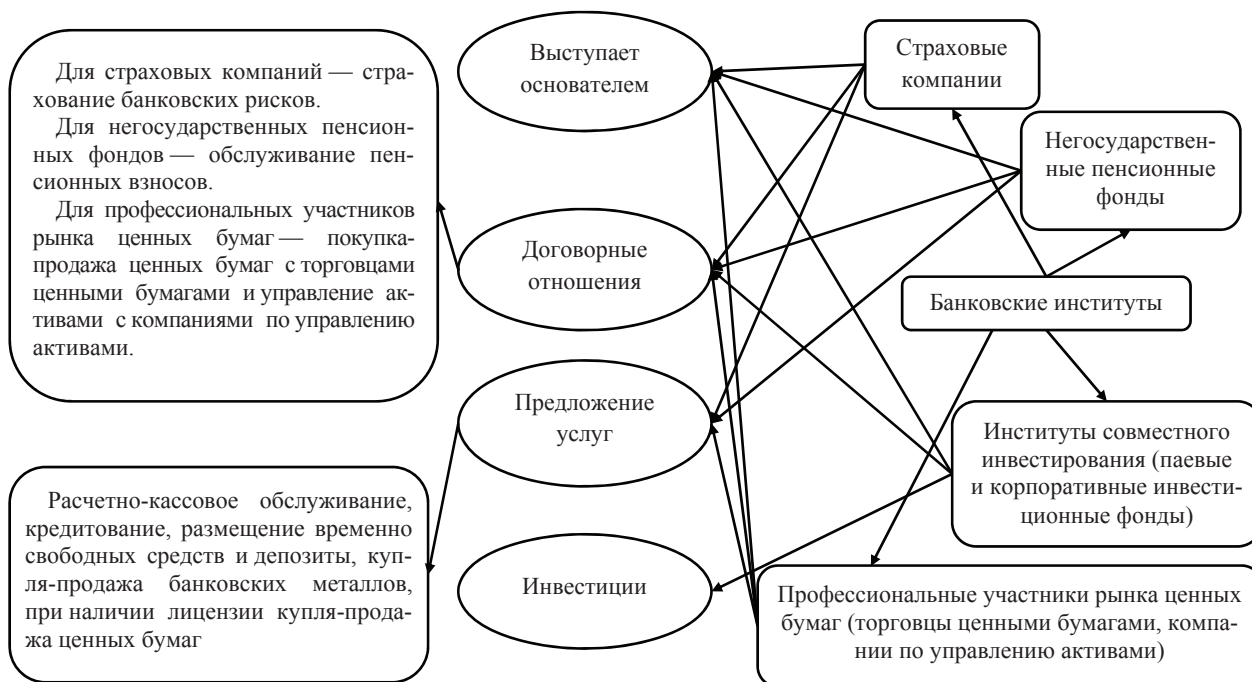 Для страховых компаний — стра-
хование банковских рисков.
Для негосударственных пенсион-
ных фондов — обслуживание пен-
сионных взносов.
Для профессиональных участников
рынка ценных бумаг — покупка-
продажа ценных бумаг с торговцами
ценными бумагами и управление ак-
тивами с компаниями по управлению
активами.
Расчетно-кассовое обслуживание,
кредитование, размещение временно
свободных средств и депозиты, куп-
ля-продажа банковских металлов,
при наличии лицензии купля-прода-
жа ценных бумаг
Выступает
основателем
Договорные
отношения
Предложение
услуг
Инвестиции
Страховые
компании
Негосударствен-
ные пенсионные
фонды
Банковские институты
Институты совместного
инвестирования (паевые
и корпоративные инвести-
ционные фонды)
Профессиональные участники рынка ценных
бумаг (торговцы ценными бумагами, компа-
нии по управлению активами)